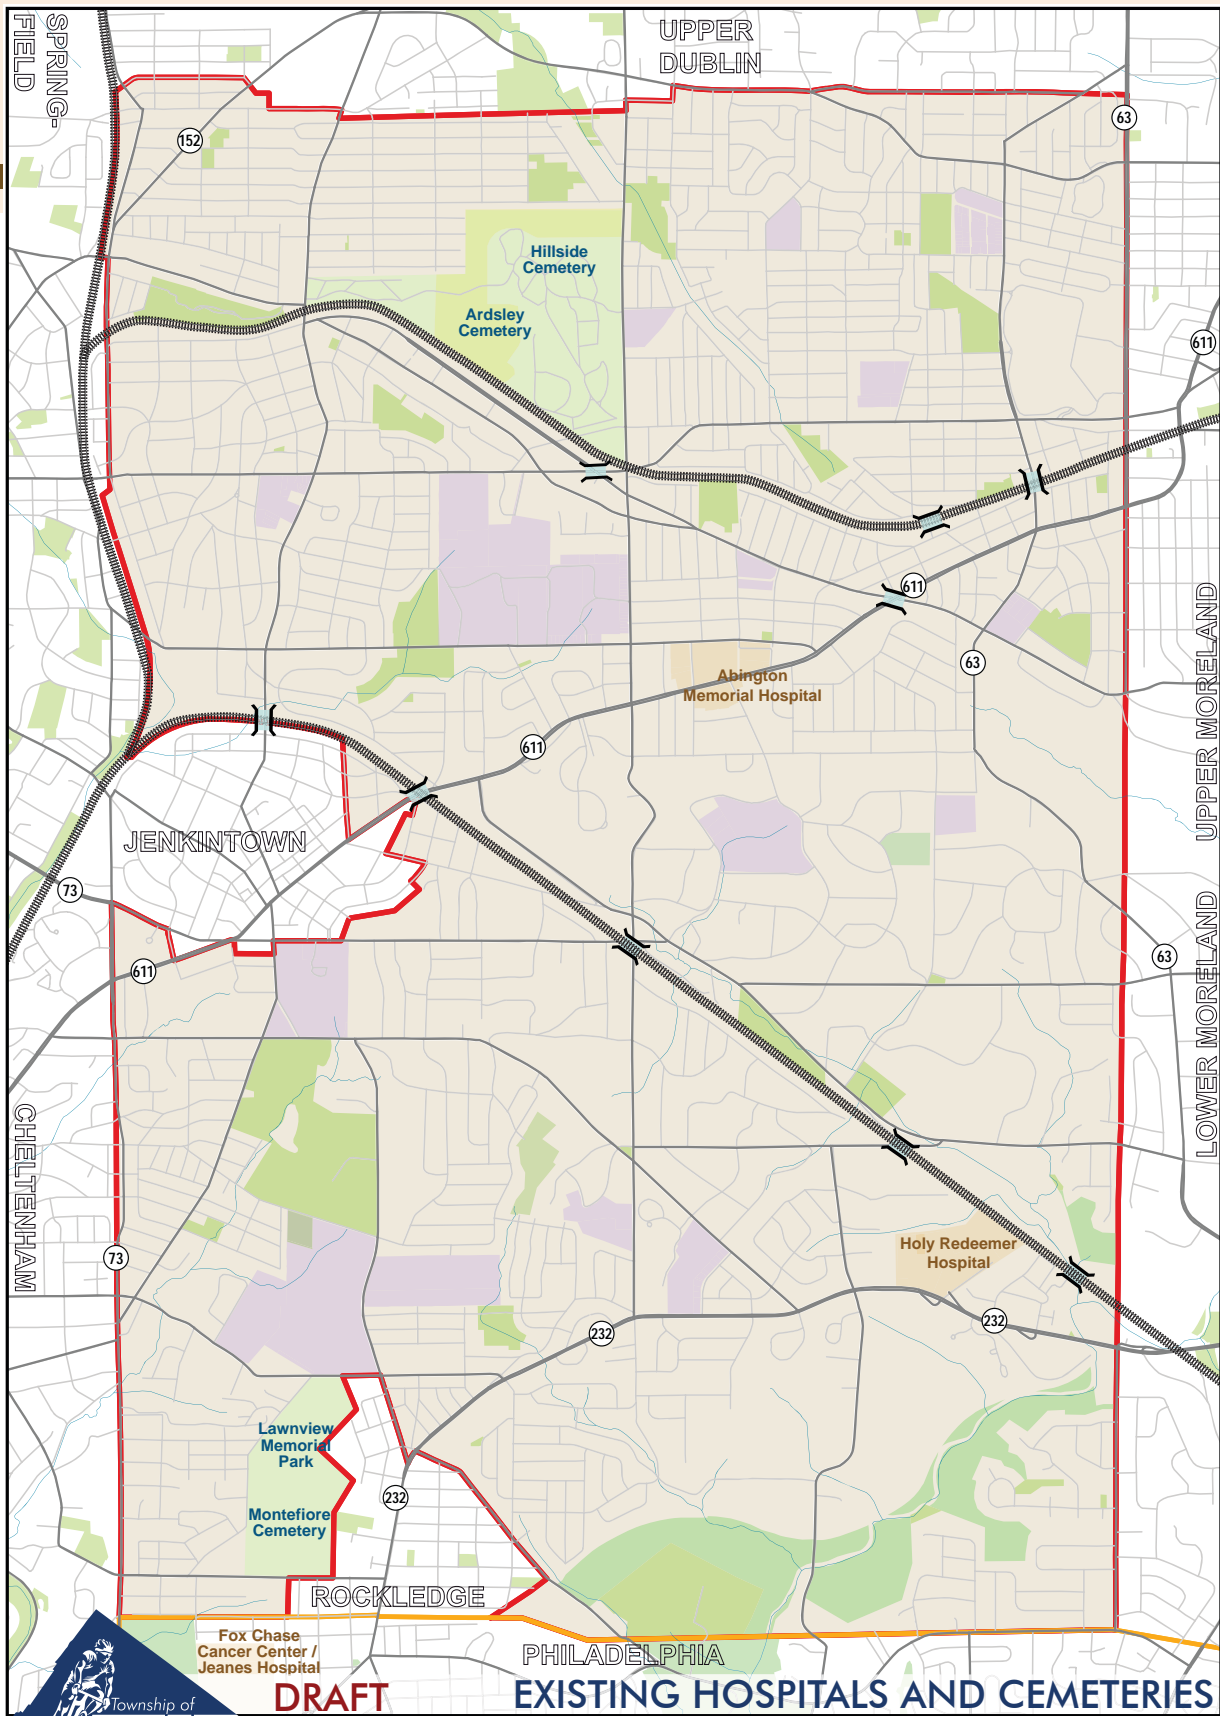 SPRING-
FIELD
UPPER
DUBLIN
63
152
Hillside
Cemetery
Ardsley
Cemetery
611
611
63
Abington
Memorial Hospital
UPPER MORELAND
611
JENKINTOWN
73
LOWER MORELAND
63
611
CHELTENHAM
73
Holy Redeemer
Hospital
232
232
Lawnview
Memorial
Park
232
Montefiore
Cemetery
ROCKLEDGE
Fox Chase
Cancer Center /
Jeanes Hospital
PHILADELPHIA
Township of
DRAFT
EXISTING HOSPITALS AND CEMETERIES